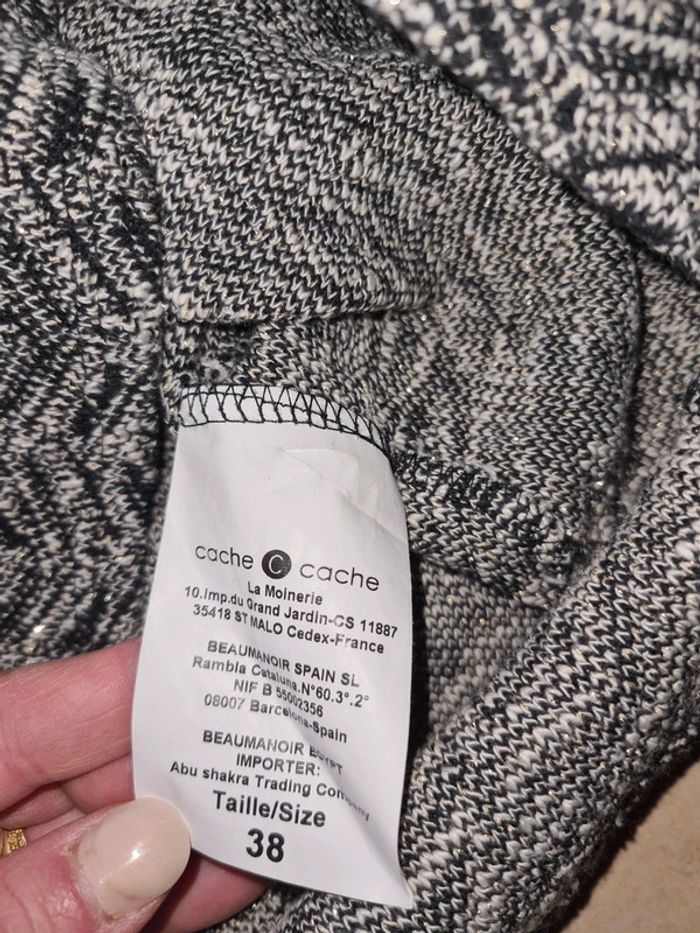 cache C cache
La Moinerie
10.Imp.du Grand Jardin-CS 11887
35418 ST MALO Cedex-France
BEAUMANOIR SPAIN SL
Rambla Cataluna.N°60.3°.2°
NIF B 55002356
08007 Barcelona-Spain
BEAUMANOIR EGYPT
IMPORTER:
Abu shakra Trading Company
Taille/Size
38